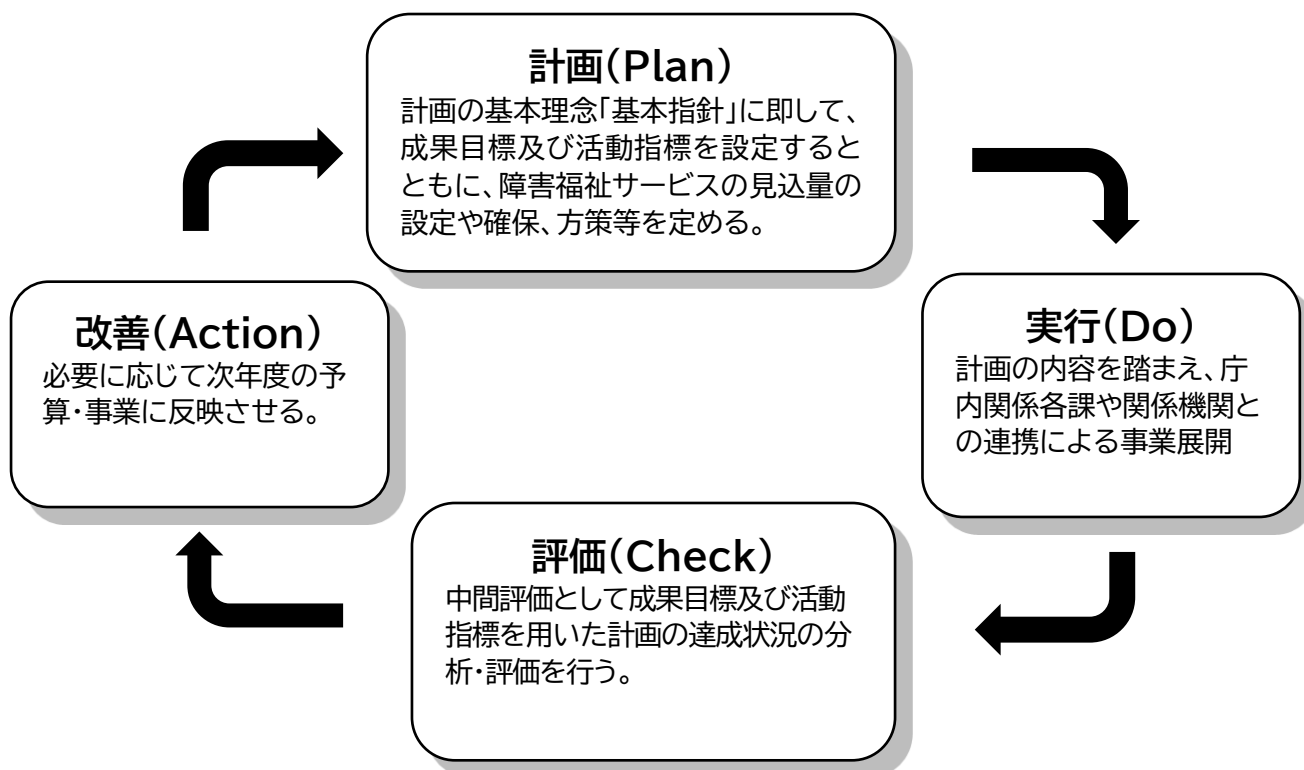 計画(Plan)
計画の基本理念「基本指針」に即して、
成果目標及び活動指標を設定すると
ともに、障害福祉サービスの見込量の
設定や確保、方策等を定める。
改善(Action)
必要に応じて次年度の予
算・事業に反映させる。
実行(Do)
計画の内容を踏まえ、庁
内関係各課や関係機関と
の連携による事業展開
評価(Check)
中間評価として成果目標及び活動
指標を用いた計画の達成状況の分
析・評価を行う。